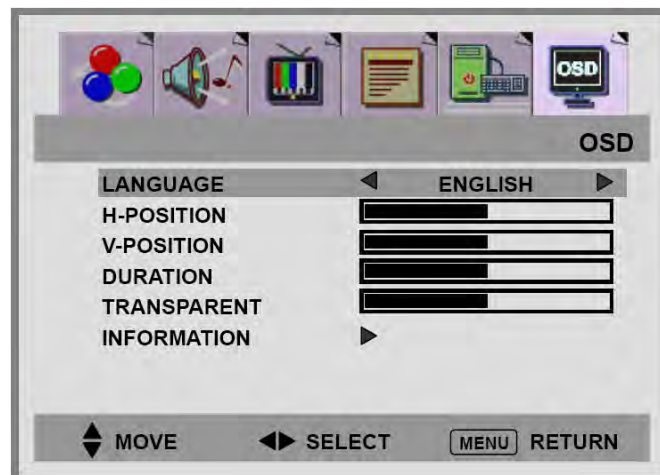 OSD
OSD
LANGUAGE ENGLISH
H-POSITION
V-POSITION
DURATION
TRANSPARENT
INFORMATION
MOVE SELECT MENU RETURN